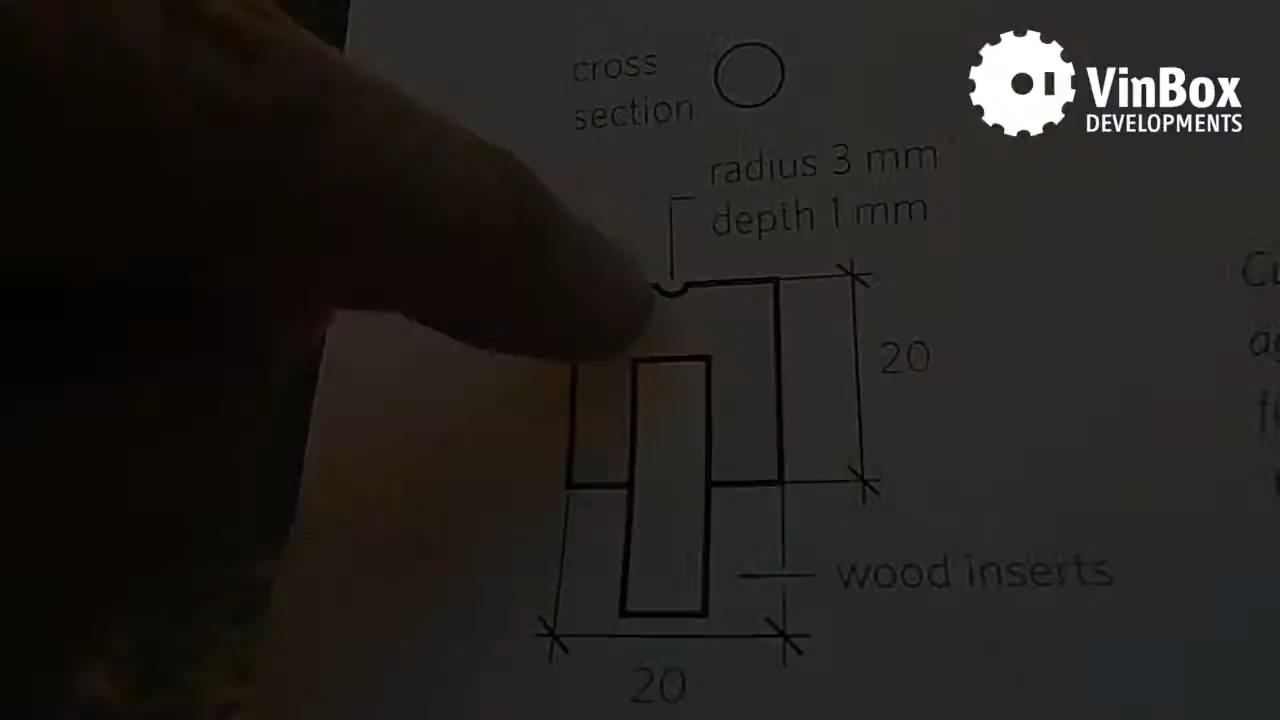 cross
section
VinBox
DEVELOPMENTS
radius 3 mm
depth 1 mm
20
wood inserts
20